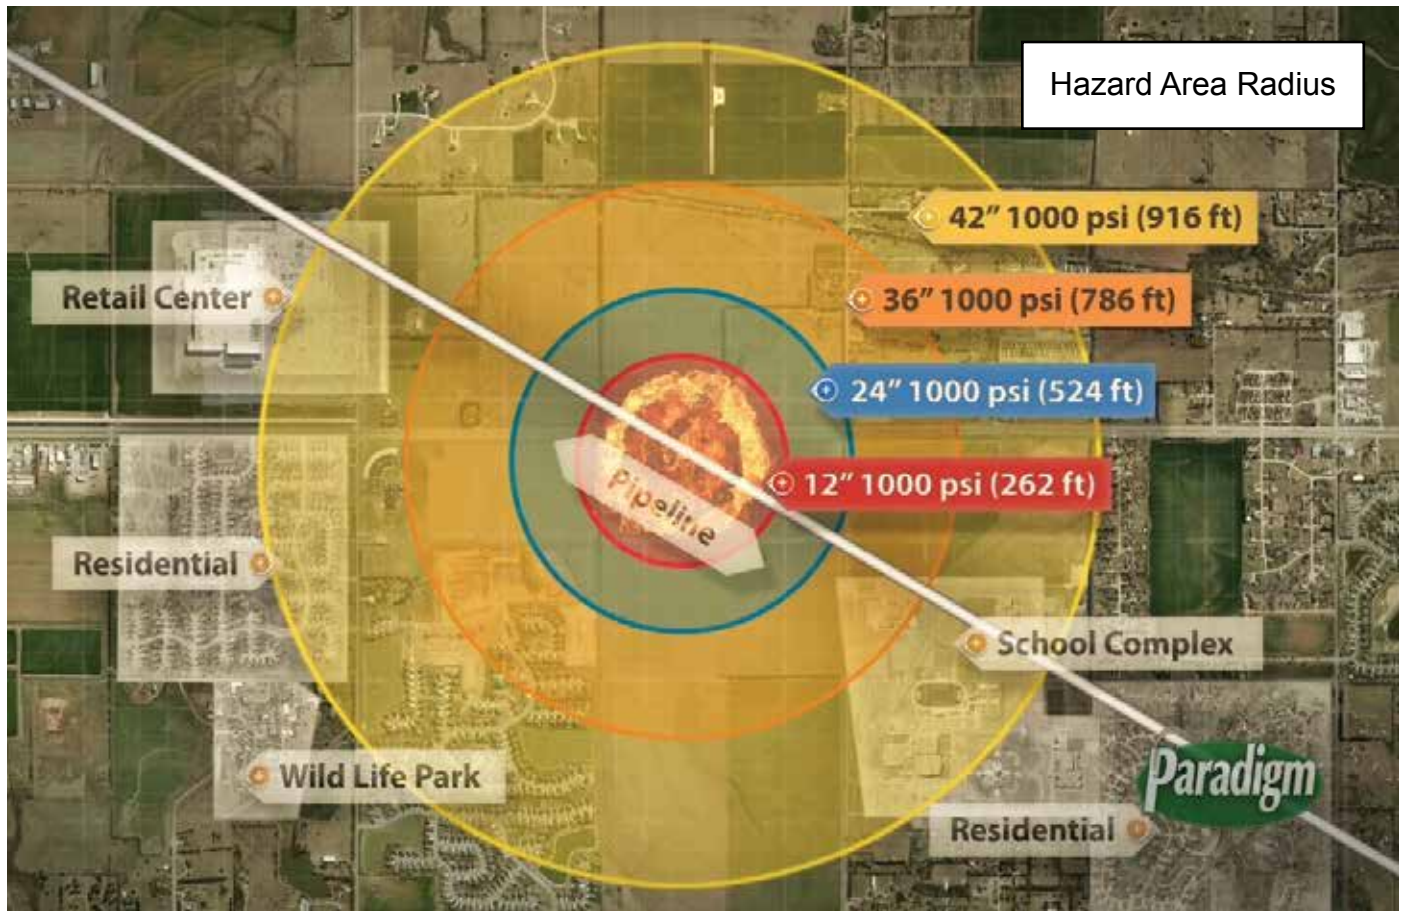 Hazard Area Radius
42” 1000 psi (916 ft)
Retail Center
36” 1000 psi (786 ft)
24” 1000 psi (524 ft)
12” 1000 psi (262 ft)
Pipeline
Residential
School Complex
Wild Life Park
Paradigm
Residential